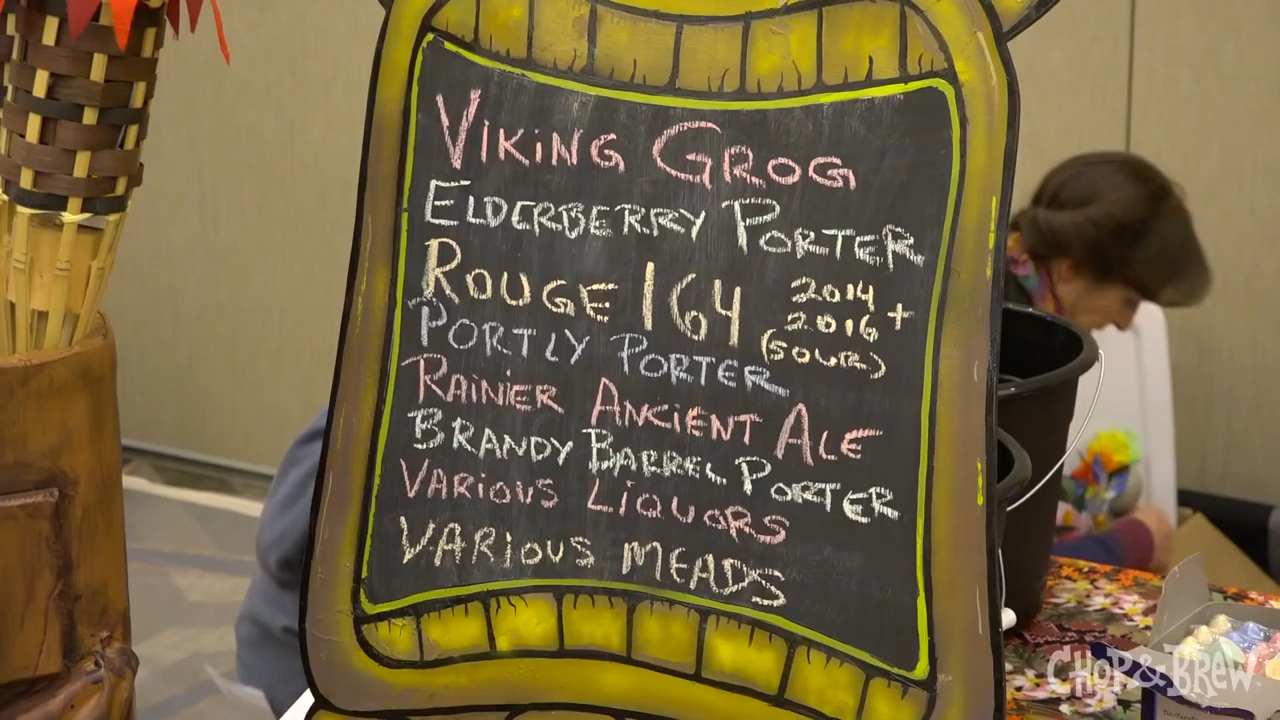 VIKING GROG
ELDERBERRY PORTER
ROUGE 164 2014 + 2016 (SOUR)
PORTLY PORTER
RAINIER ANCIENT ALE
BRANDY BARREL PORTER
VARIOUS LIQUORS
VARIOUS MEADS
CHOP & BREW